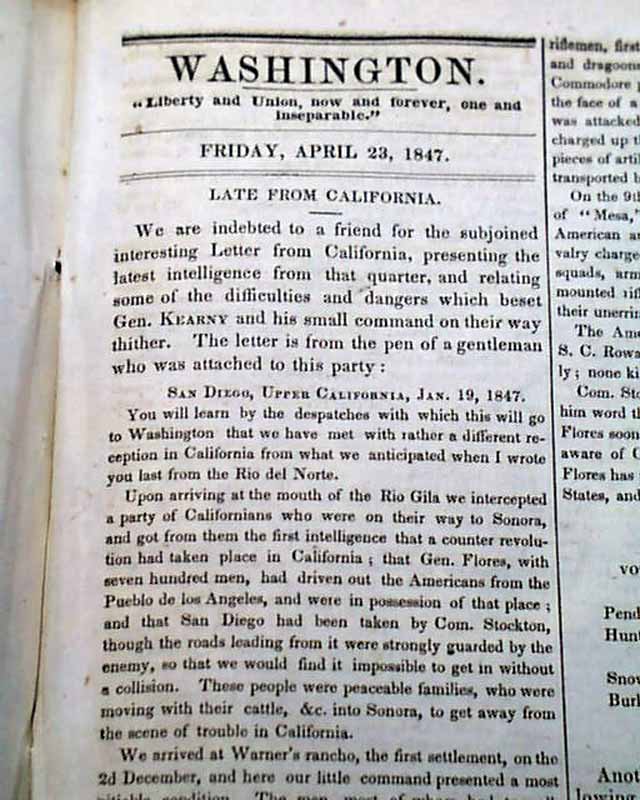 WASHINGTON.
"Liberty and Union, now and forever, one and
inseparable."
FRIDAY, APRIL 23, 1847.
LATE FROM CALIFORNIA.
We are indebted to a friend for the subjoined
interesting Letter from California, presenting the
latest intelligence from that quarter, and relating
some of the difficulties and dangers which beset
Gen. KEARNY and his small command on their way
thither. The letter is from the pen of a gentleman
who was attached to this party:
SAN DIEGO, UPPER CALIFORNIA, JAN. 19, 1847.
You will learn by the despatches with which this will go
to Washington that we have met with rather a different re-
ception in California from what we anticipated when I wrote
you last from the Rio del Norte.
Upon arriving at the mouth of the Rio Gila we intercepted
a party of Californians who were on their way to Sonora,
and got from them the first intelligence that a counter revolu-
tion had taken place in California; that Gen. Flores, with
seven hundred men, had driven out the Americans from the
Pueblo de los Angeles, and were in possession of that place;
and that San Diego had been taken by Com. Stockton,
though the roads leading from it were strongly guarded by the
enemy, so that we would find it impossible to get in without
a collision. These people were peaceable families, who were
moving with their cattle, &c. into Sonora, to get away from
the scene of trouble in California.
We arrived at Warner's rancho, the first settlement, on the
2d December, and here our little command presented a most
condition. The men, most of whom had
riflemen, first
and dragoons
Commodore
the face of a
was attacked
charged up t
pieces of arti
transported b
On the 9th
of "Mesa,"
American a
valry charge
squads, arm
mounted rifl
their unerrin
The Ame
S. C. Rowa
ly; none ki
Com. Sto
him word th
Flores soon
aware of C
Flores has
States, and
VO
Pend
Hunt
Snow
Burl
Anot
lowing